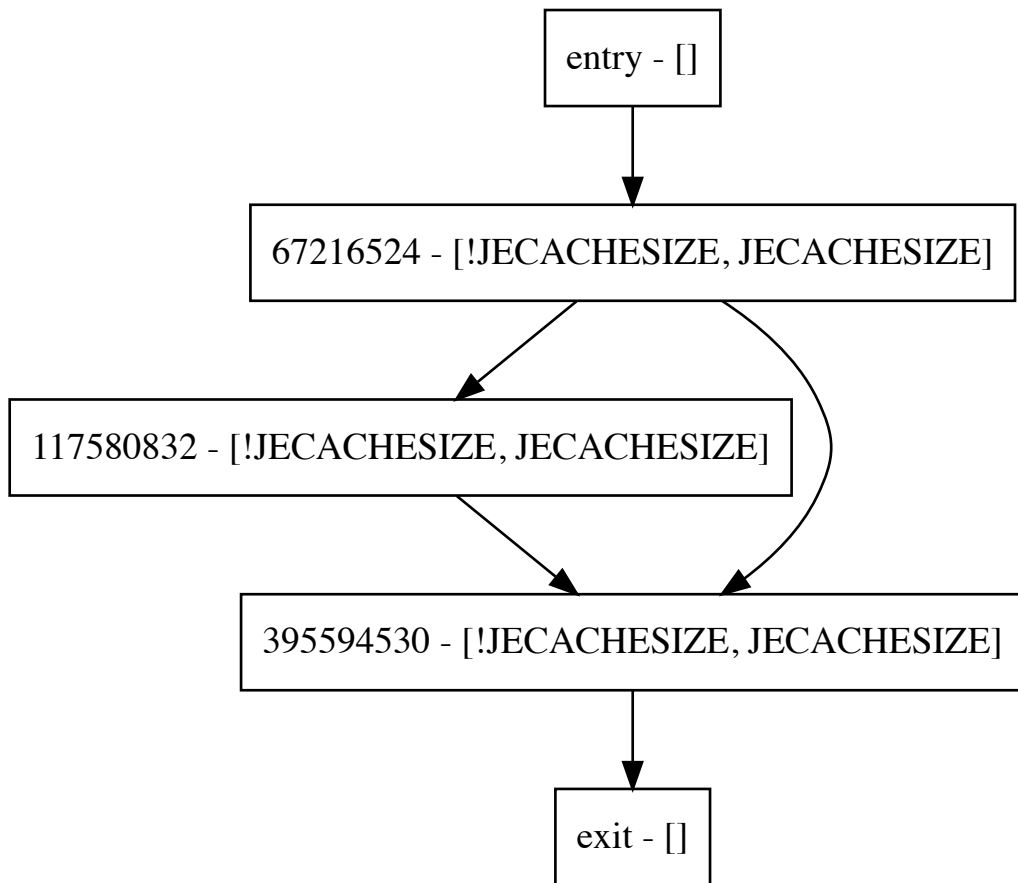 entry - []
67216524 - [!JECACHESIZE, JECACHESIZE]
117580832 - [!JECACHESIZE, JECACHESIZE]
395594530 - [!JECACHESIZE, JECACHESIZE]
exit - []